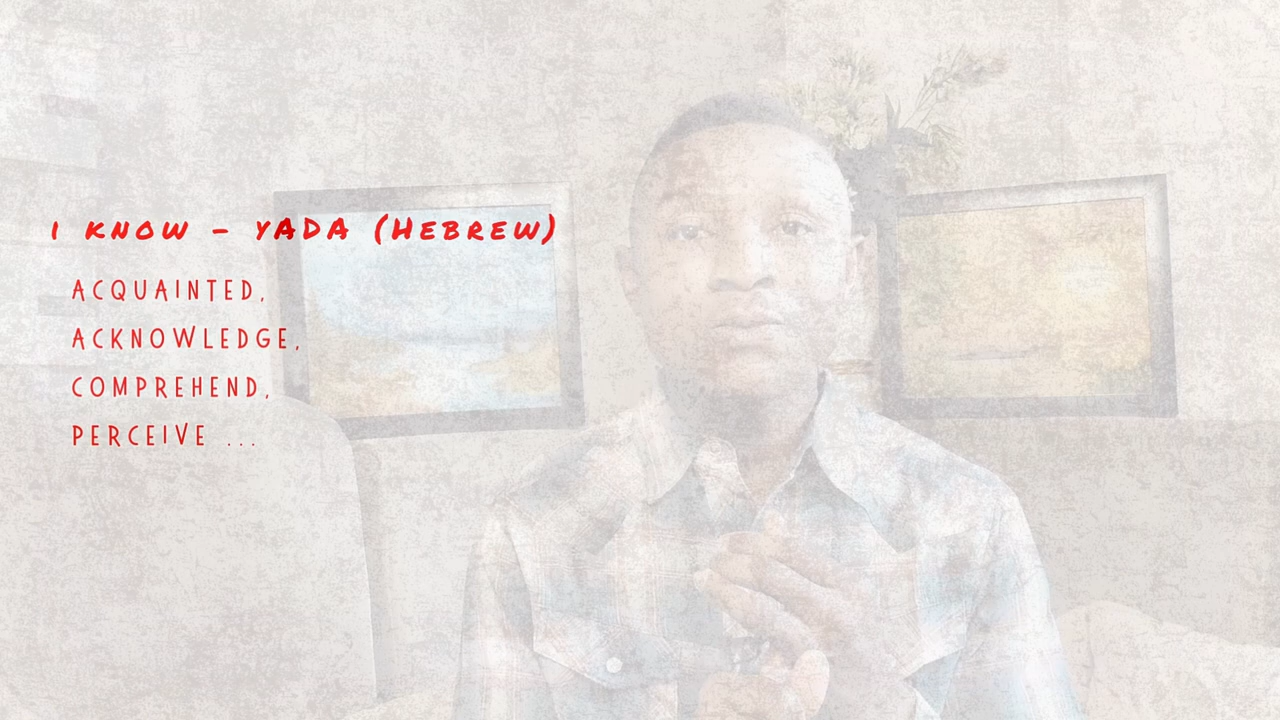 I KNOW - YADA (HEBREW)
ACQUAINTED,
ACKNOWLEDGE,
COMPREHEND,
PERCEIVE ...